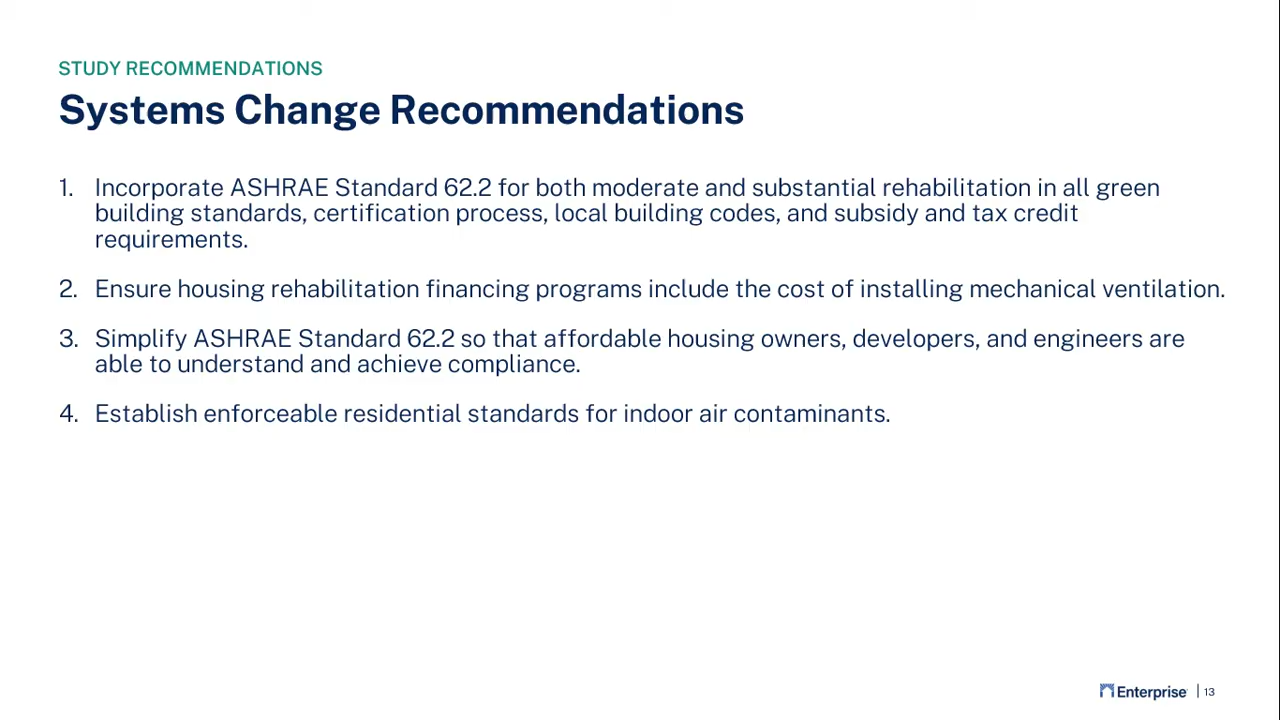 STUDY RECOMMENDATIONS
Systems Change Recommendations
1. Incorporate ASHRAE Standard 62.2 for both moderate and substantial rehabilitation in all green
building standards, certification process, local building codes, and subsidy and tax credit
requirements.
2. Ensure housing rehabilitation financing programs include the cost of installing mechanical ventilation.
3. Simplify ASHRAE Standard 62.2 so that affordable housing owners, developers, and engineers are
able to understand and achieve compliance.
4. Establish enforceable residential standards for indoor air contaminants.
Enterprise | 13